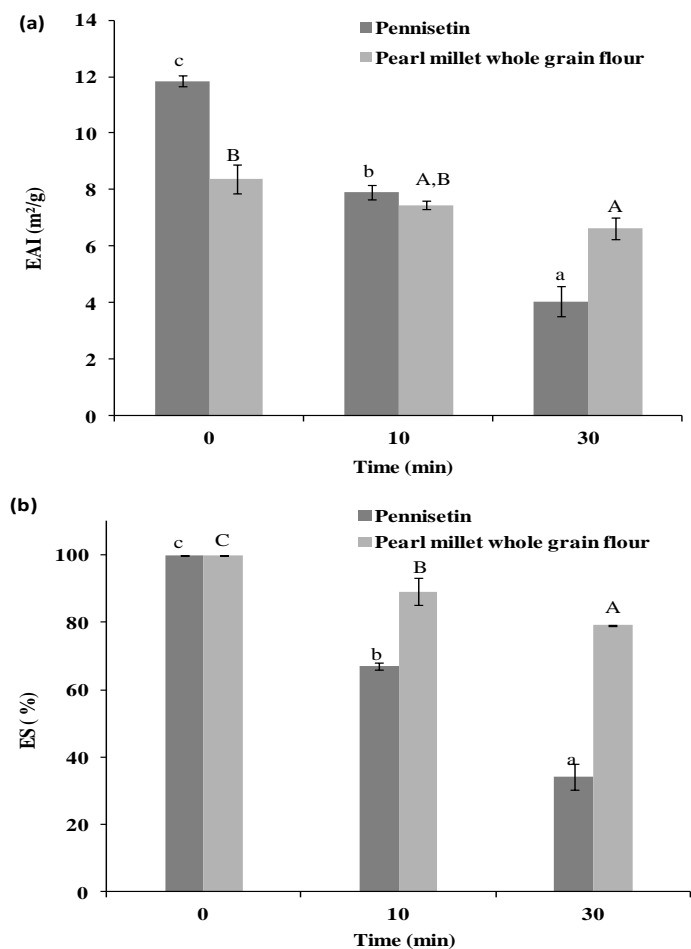 (a)
14
12
10
8
6
4
2
0
EAI (m²/g)
Pennisetin
Pearl millet whole grain flour
c
B
b
A,B
a
A
0 10 30
Time (min)
(b)
100
80
60
40
20
0
ES ( %)
Pennisetin
Pearl millet whole grain flour
c C
b
B
a
A
0 10 30
Time (min)